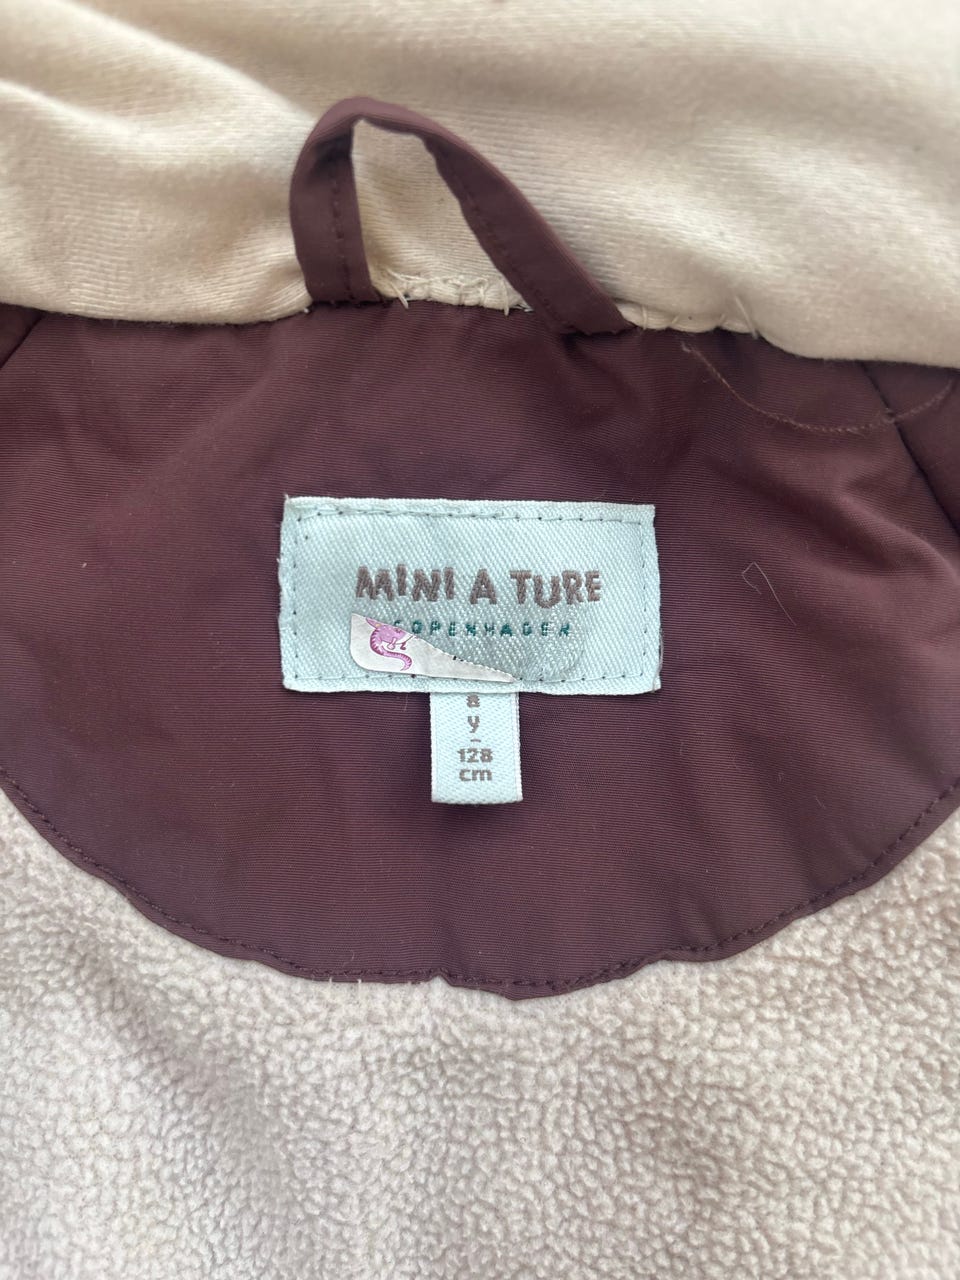 MINI A TURE
COPENHAGEN
8
y
-
128
cm